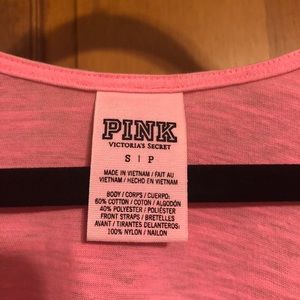 PINK
VICTORIA'S SECRET
S | P
MADE IN VIETNAM / FAIT AU
VIETNAM / HECHO EN VIETNAM
BODY / CORPS / CUERPO:
60% COTTON / COTON / ALGODÓN
40% POLYESTER / POLIÉSTER
FRONT STRAPS / BRETELLES
AVANT / TIRANTES DELANTEROS:
100% NYLON / NAILON